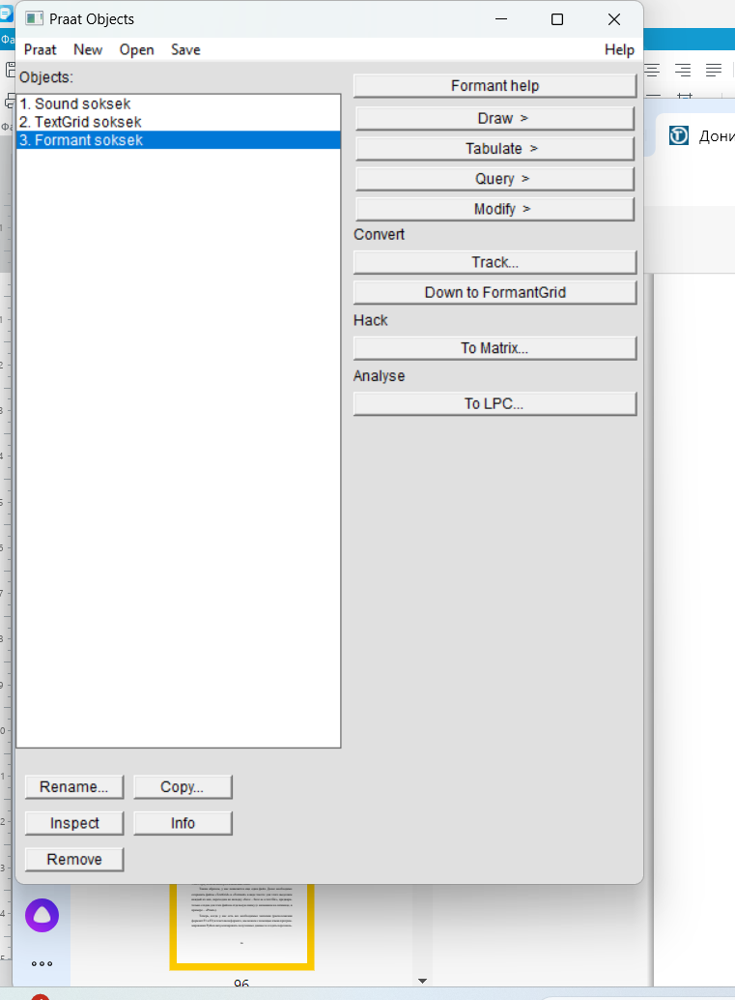 Praat Objects
Praat New Open Save Help
Objects:
1. Sound soksek
2. TextGrid soksek
3. Formant soksek
Formant help
Draw >
Tabulate >
Query >
Modify >
Convert
Track...
Down to FormantGrid
Hack
To Matrix...
Analyse
To LPC...
Rename... Copy...
Inspect Info
Remove
Дони
96